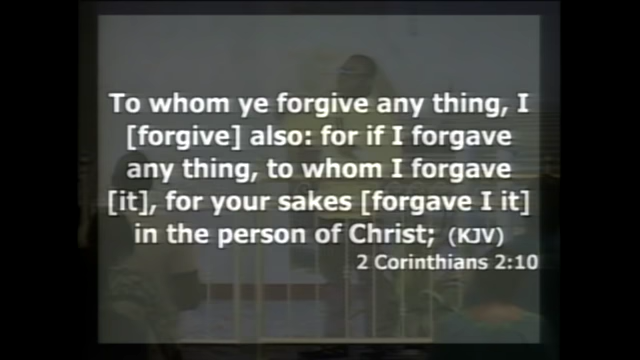 To whom ye forgive any thing, I
[forgive] also: for if I forgave
any thing, to whom I forgave
[it], for your sakes [forgave I it]
in the person of Christ; (KJV)
2 Corinthians 2:10